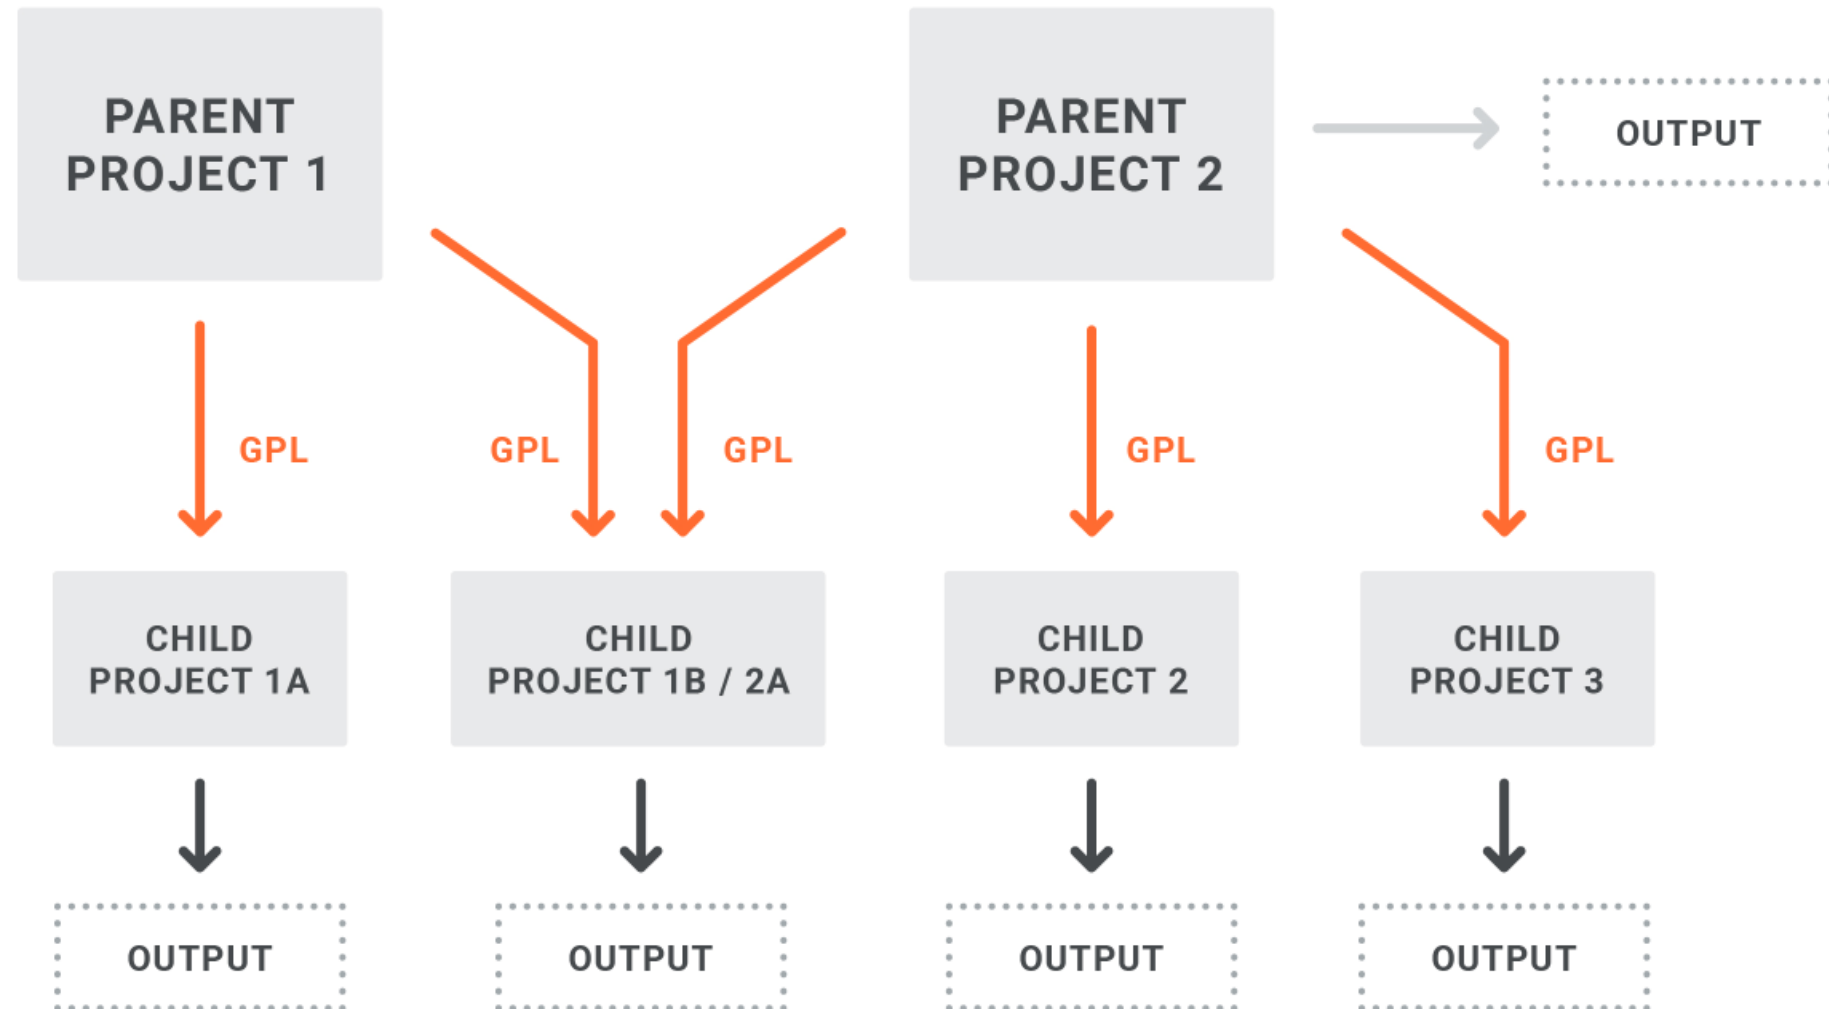 PARENT
PROJECT 1
PARENT
PROJECT 2
OUTPUT
GPL
GPL
GPL
GPL
GPL
CHILD
PROJECT 1A
CHILD
PROJECT 1B / 2A
CHILD
PROJECT 2
CHILD
PROJECT 3
OUTPUT
OUTPUT
OUTPUT
OUTPUT